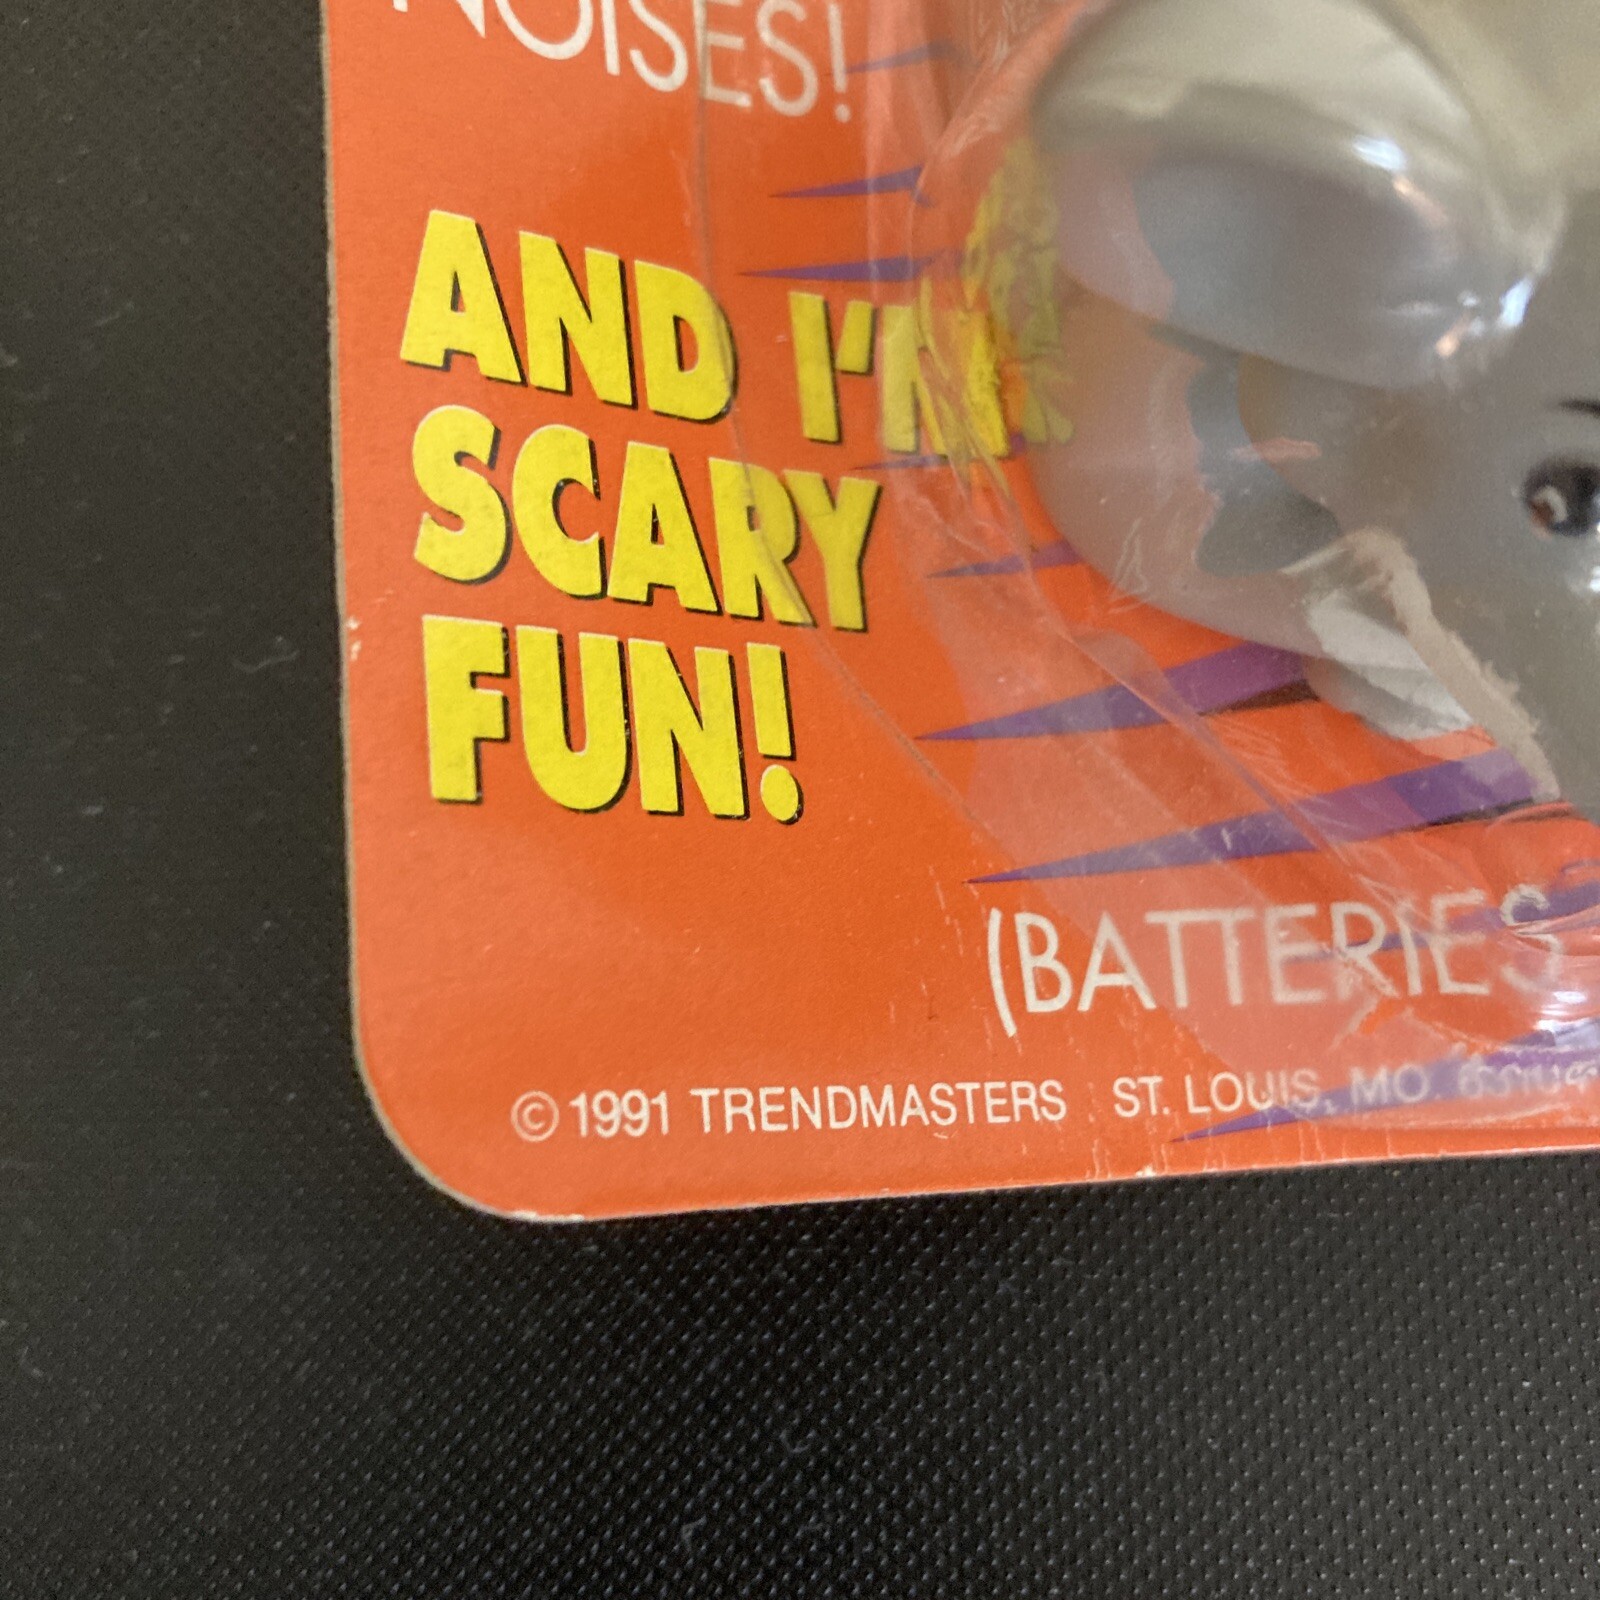 NOISES!
AND I'M
SCARY
FUN!
(BATTERIES
© 1991 TRENDMASTERS ST. LOUIS, MO